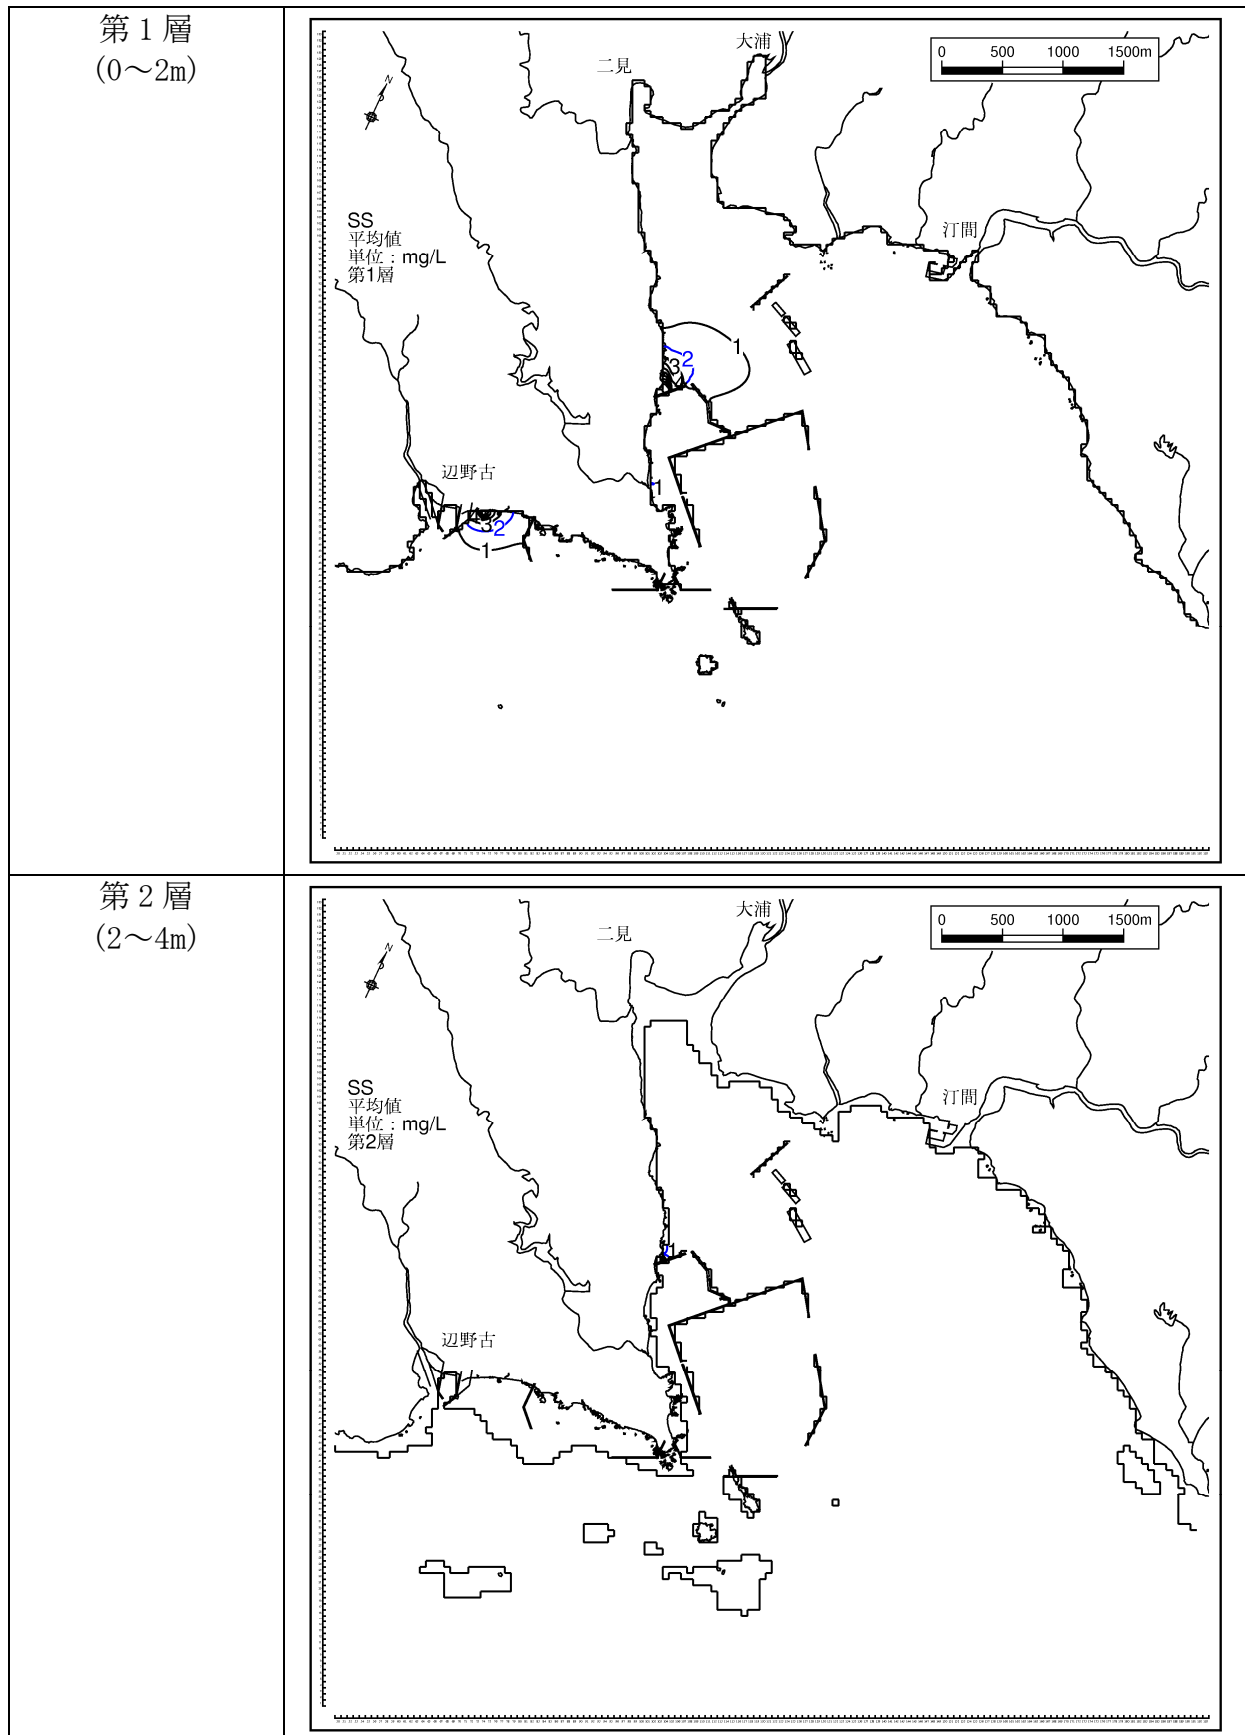 第１層
(0～2m)
大浦
二見
0 500 1000 1500m
N
SS
平均値
単位：mg/L
第1層
汀間
1
2
3
1
辺野古
3
2
1
第２層
(2～4m)
大浦
二見
0 500 1000 1500m
N
SS
平均値
単位：mg/L
第2層
汀間
1
辺野古